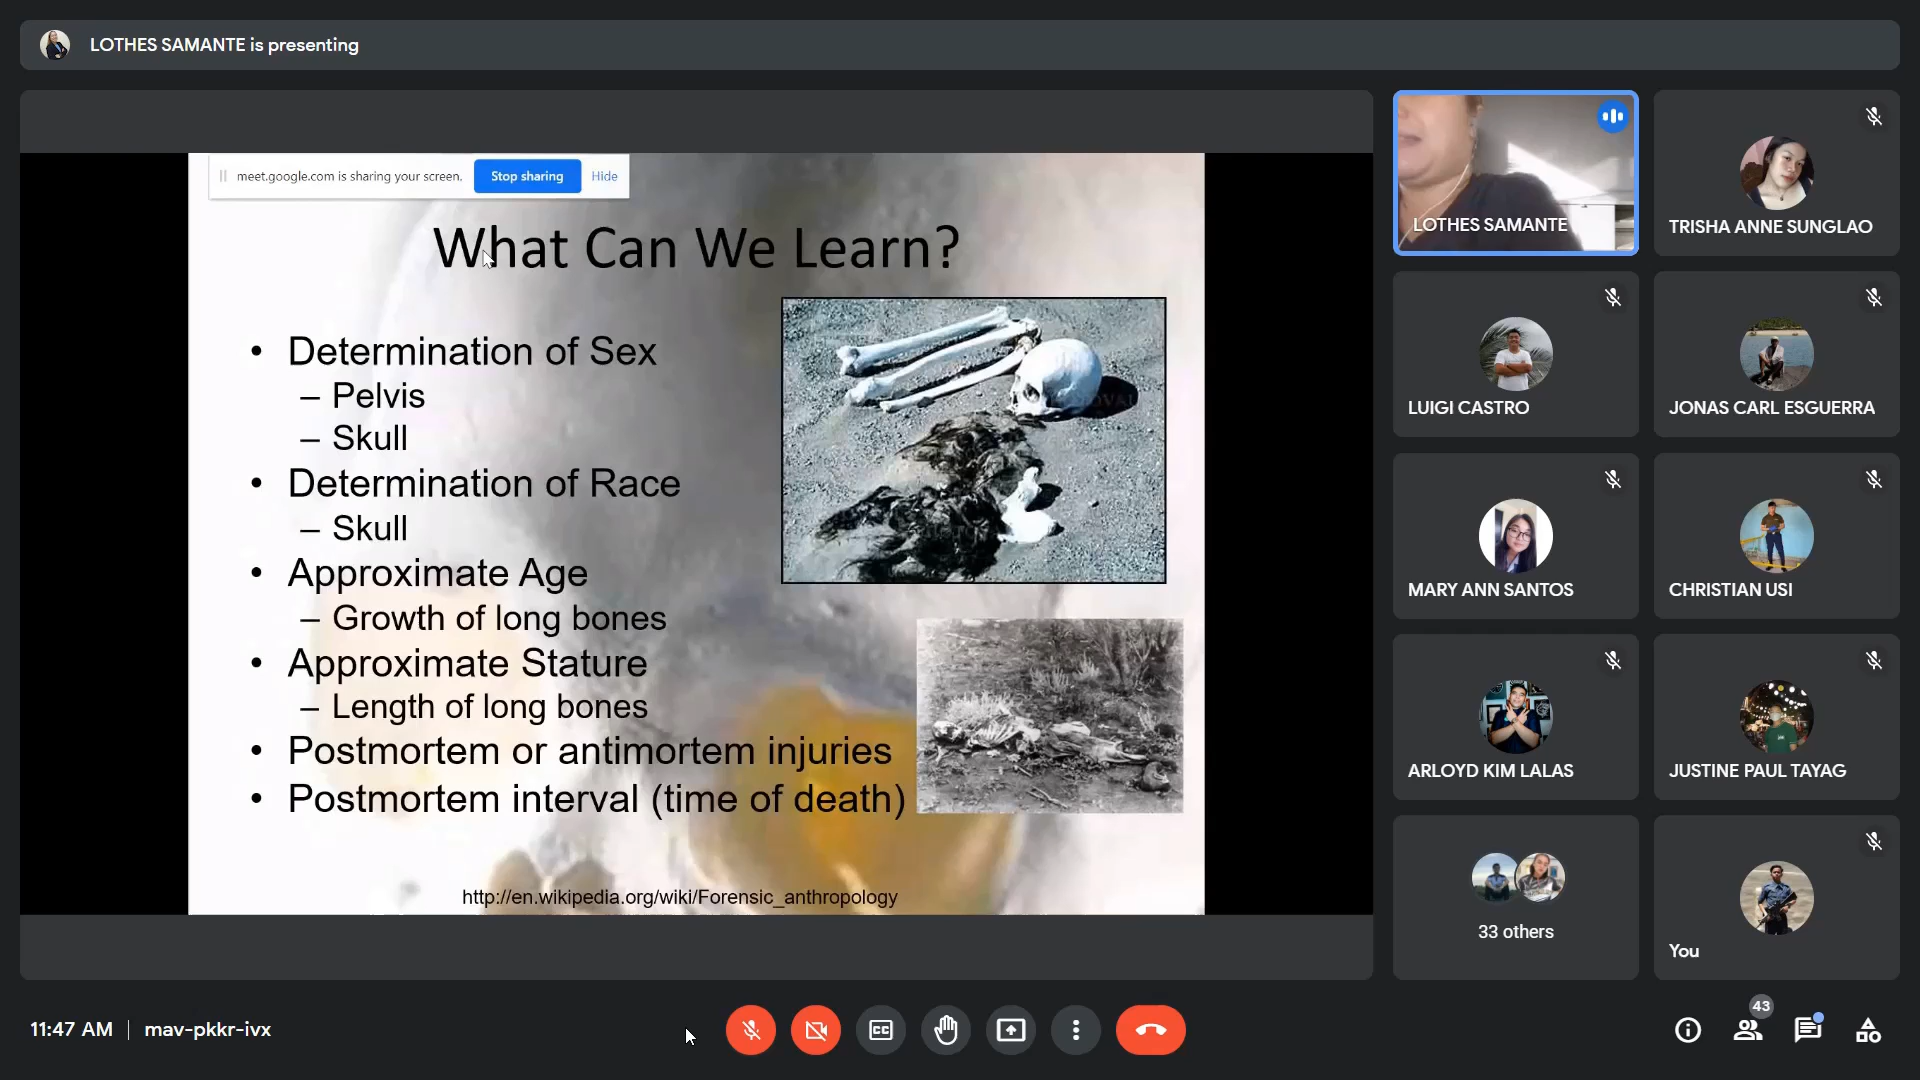 LOTHES SAMANTE is presenting
meet.google.com is sharing your screen.
Stop sharing
Hide
What Can We Learn?
• Determination of Sex
– Pelvis
– Skull
• Determination of Race
– Skull
• Approximate Age
– Growth of long bones
• Approximate Stature
– Length of long bones
• Postmortem or antimortem injuries
• Postmortem interval (time of death)
http://en.wikipedia.org/wiki/Forensic_anthropology
LOTHES SAMANTE
TRISHA ANNE SUNGLAO
LUIGI CASTRO
JONAS CARL ESGUERRA
MARY ANN SANTOS
CHRISTIAN USI
ARLOYD KIM LALAS
JUSTINE PAUL TAYAG
33 others
You
11:47 AM | mav-pkkr-ivx
CC
43